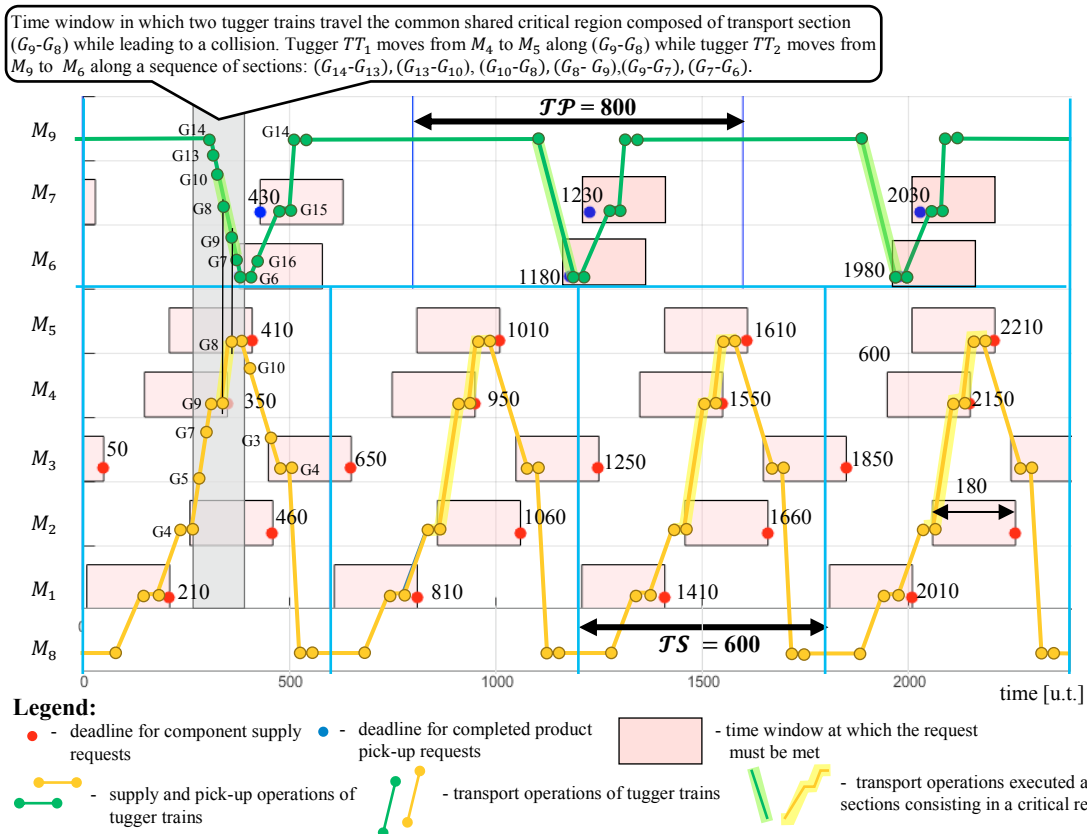 Time window in which two tugger trains travel the common shared critical region composed of transport section
(G₉-G₈) while leading to a collision. Tugger TT₁ moves from M₄ to M₅ along (G₉-G₈) while tugger TT₂ moves from
M₉ to M₆ along a sequence of sections: (G₁₄-G₁₃), (G₁₃-G₁₀), (G₁₀-G₈), (G₈- G₉),(G₉-G₇), (G₇-G₆).
𝒯𝒫 = 800
M₉
G14
G14
G13
G10
M₇
430
1230
2030
G8
G15
G9
M₆
G7
G16
G6
1180
1980
M₅
410
1010
1610
2210
G8
G10
600
M₄
G9
350
950
1550
2150
G7
G3
M₃
50
G4
650
1250
1850
G5
180
M₂
460
1060
1660
G4
M₁
210
810
1410
2010
0
𝒯𝒮 = 600
M₈
0
500
1000
1500
2000
time [u.t.]
Legend:
- deadline for component supply
requests
- deadline for completed product
pick-up requests
- time window at which the request
must be met
- supply and pick-up operations of
tugger trains
- transport operations of tugger trains
- transport operations executed a
sections consisting in a critical re